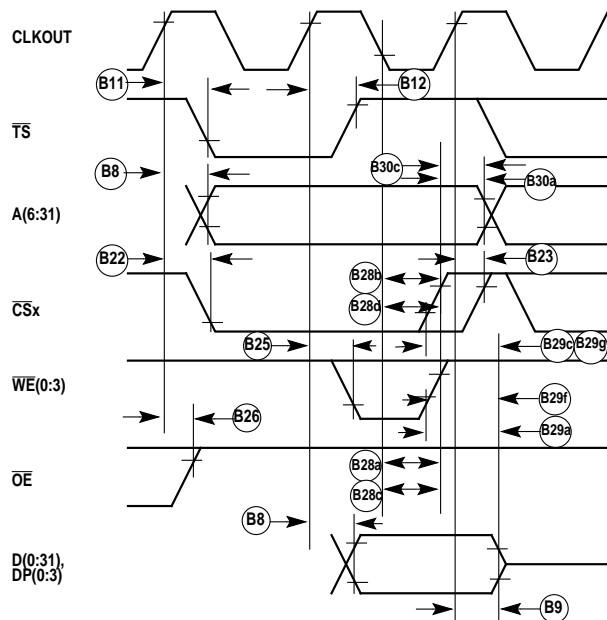 CLKOUT
B11 B12
TS
B8 B30c B30a
A(6:31)
B22 B23
B28b
CSx B28d
B25 B29c B29g
WE(0:3)
B26 B29f
B29a
OE B28a
B28c
B8
D(0:31),
DP(0:3)
B9